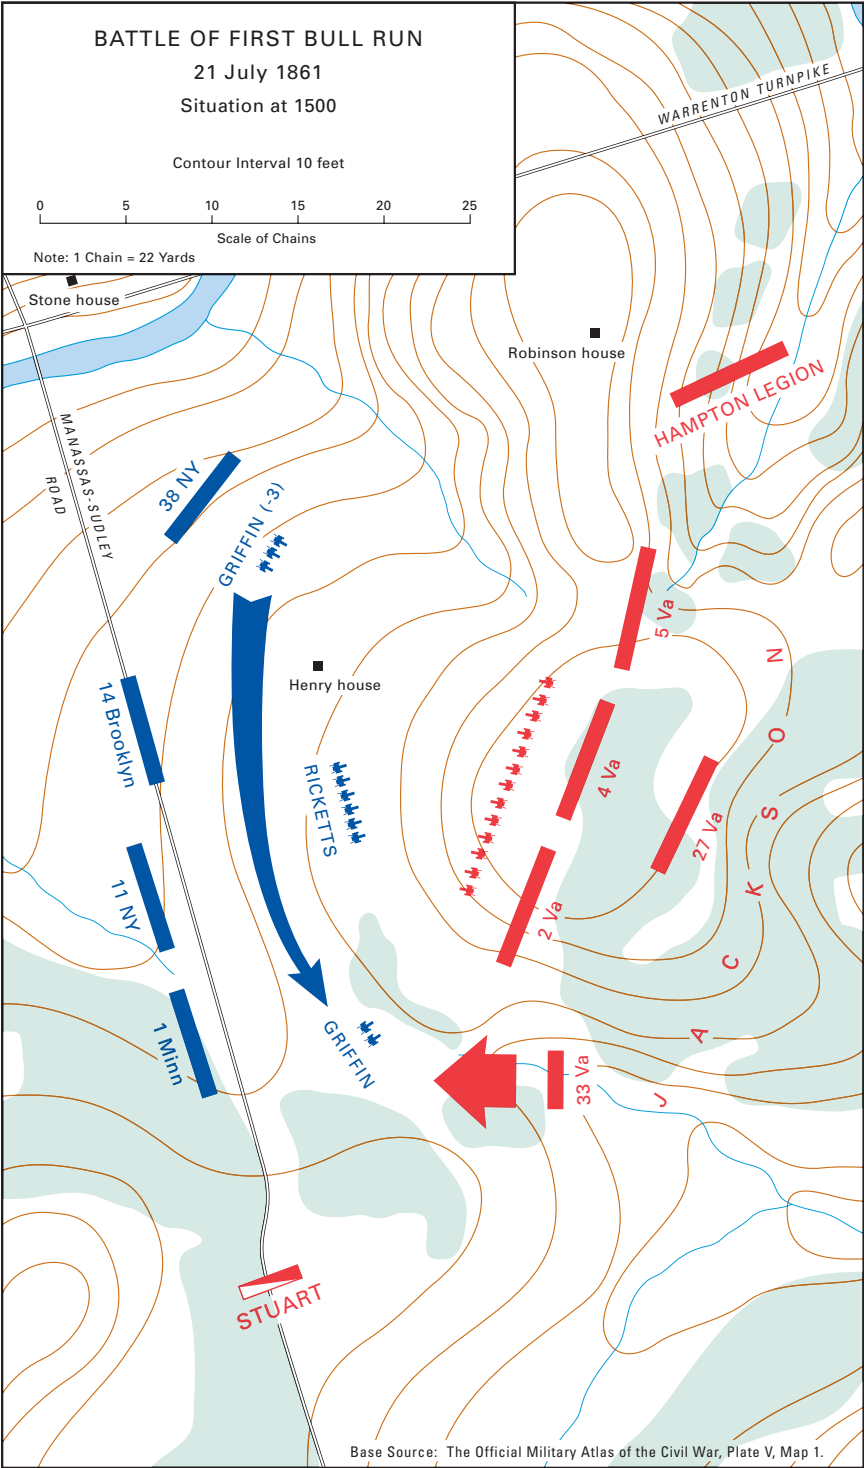 BATTLE OF FIRST BULL RUN
21 July 1861
Situation at 1500
Contour Interval 10 feet
0 5 10 15 20 25
Scale of Chains
Note: 1 Chain = 22 Yards
WARRENTON TURNPIKE
Stone house
Robinson house
HAMPTON LEGION
MANASSAS-SUDLEY
ROAD
38 NY
GRIFFIN (-3)
5 Va
Henry house
14 Brooklyn
RICKETTS
4 Va
27 Va
11 NY
2 Va
JACKSON
1 Minn
GRIFFIN
33 Va
STUART
Base Source: The Official Military Atlas of the Civil War, Plate V, Map 1.